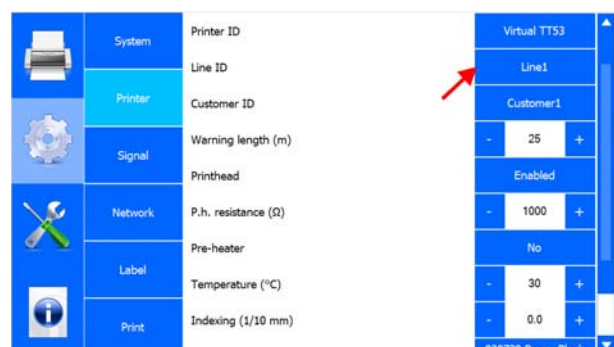 System
Printer
Signal
Network
Label
Print
Printer ID Virtual TT53
Line ID Line1
Customer ID Customer1
Warning length (m) - 25 +
Printhead Enabled
P.h. resistance (Ω) - 1000 +
Pre-heater No
Temperature (°C) - 30 +
Indexing (1/10 mm) - 0.0 +